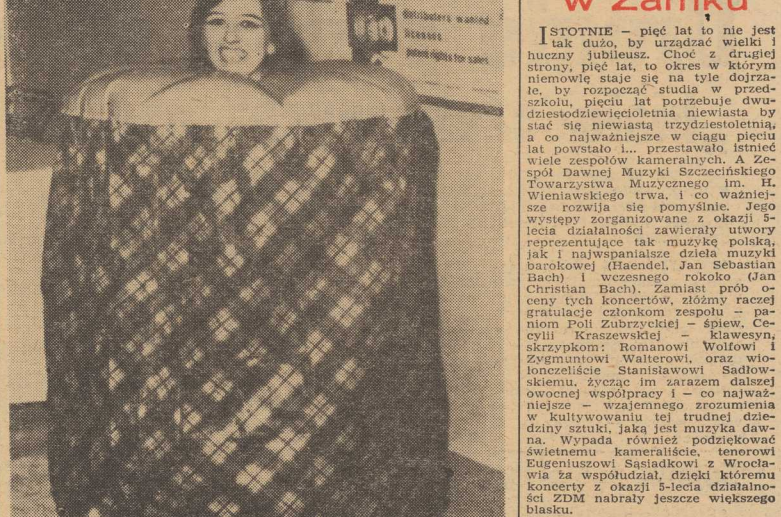 distributers wanted
licenses
patent rights for sales
w Zamku
ISTOTNIE — pięć lat to nie jest
tak dużo, by urządzać wielki i
huczny jubileusz. Choć z drugiej
strony, pięć lat, to okres w którym
niemowlę staje się na tyle dojrza-
łe, by rozpocząć studia w przed-
szkolu, pięciu lat potrzebuje dwu-
dziestodziewięcioletnia niewiasta by
stać się niewiastą trzydziestoletnią,
a co najważniejsze w ciągu pięciu
lat powstało i... przestawało istnieć
wiele zespołów kameralnych. A Ze-
spół Dawnej Muzyki Szczecińskiego
Towarzystwa Muzycznego im. H.
Wieniawskiego trwa, i co ważniej-
sze rozwija się pomyślnie. Jego
występy zorganizowane z okazji 5-
lecia działalności zawierały utwory
reprezentujące tak muzykę polską,
jak i najwspanialsze dzieła muzyki
barokowej (Haendel, Jan Sebastian
Bach) i wczesnego rokoko (Jan
Christian Bach). Zamiast prób o-
ceny tych koncertów, złóżmy raczej
gratulacje członkom zespołu — pa-
niom Poli Zubrzyckiej — śpiew, Ce-
cylii Kraszewskiej — klawesyn,
skrzypkom: Romanowi Wolfowi i
Zygmuntowi Walterowi, oraz wio-
lonczeliście Stanisławowi Sadłow-
skiemu, życząc im zarazem dalszej
owocnej współpracy i — co najważ-
niejsze — wzajemnego zrozumienia
w kultywowaniu tej trudnej dzie-
dziny sztuki, jaką jest muzyka daw-
na. Wypada również podziękować
świetnemu kameraliście, tenorowi
Eugeniuszowi Sąsiadkowi z Wrocła-
wia za współudział, dzięki któremu
koncerty z okazji 5-lecia działalno-
ści ZDM nabrały jeszcze większego
blasku.